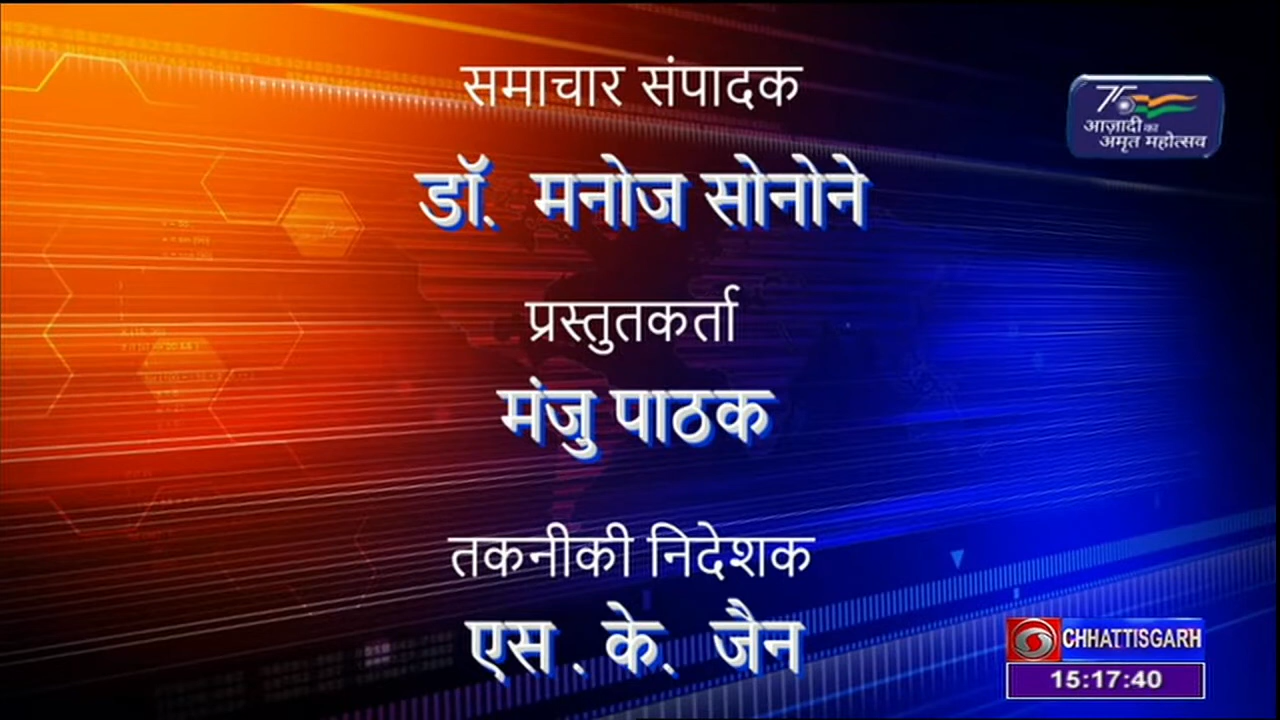 समाचार संपादक
75
आज़ादी का
अमृत महोत्सव
डॉ. मनोज सोनोने
प्रस्तुतकर्ता
मंजु पाठक
तकनीकी निदेशक
एस . के. जैन
CHHATTISGARH
15:17:40